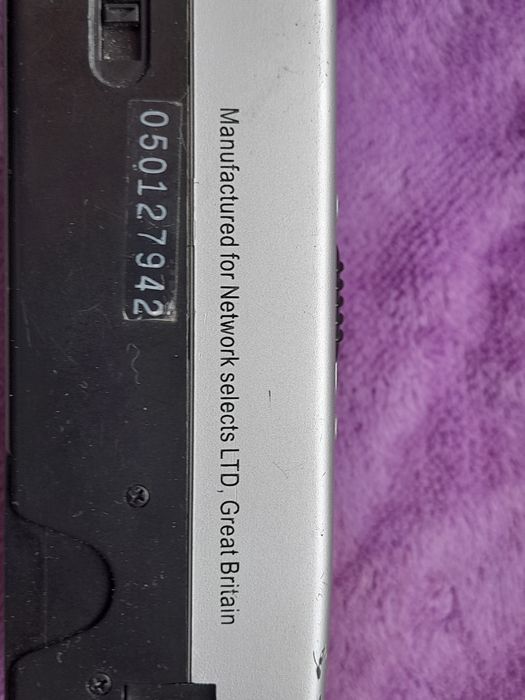 Manufactured for Network selects LTD, Great Britain
050127942